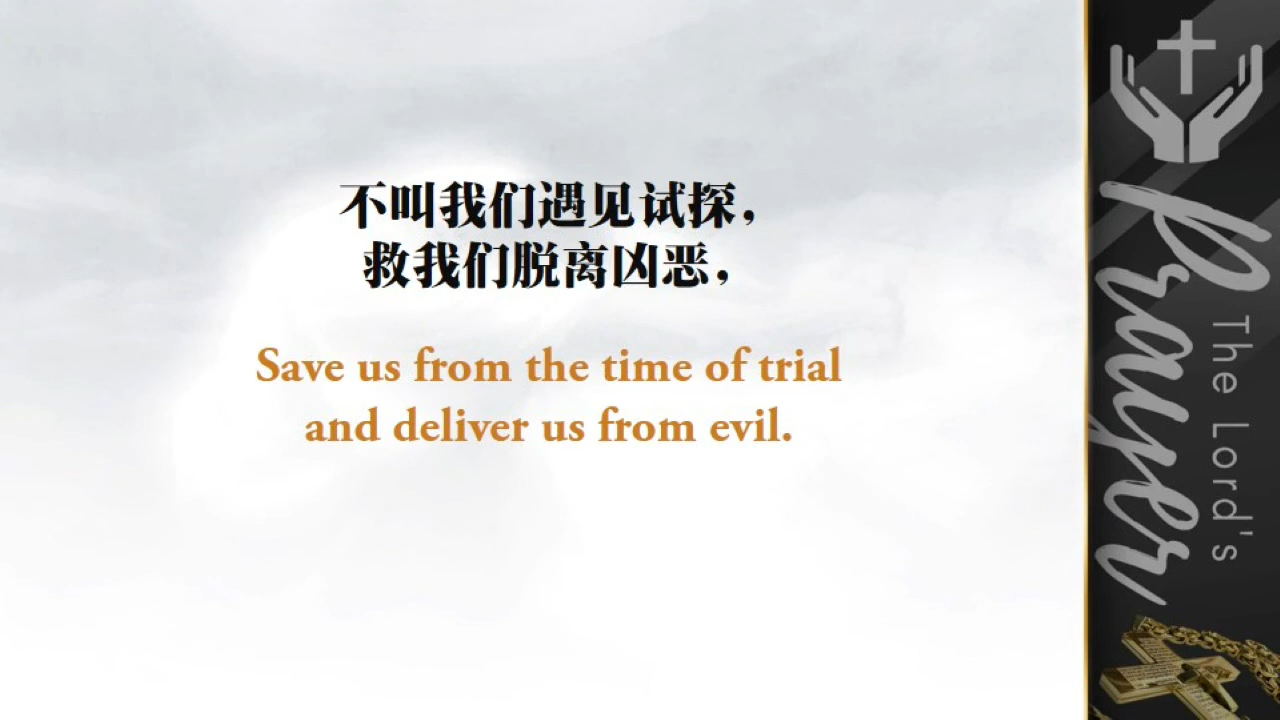 不叫我们遇见试探，
救我们脱离凶恶，
Save us from the time of trial
and deliver us from evil.
The Lord's
Prayer